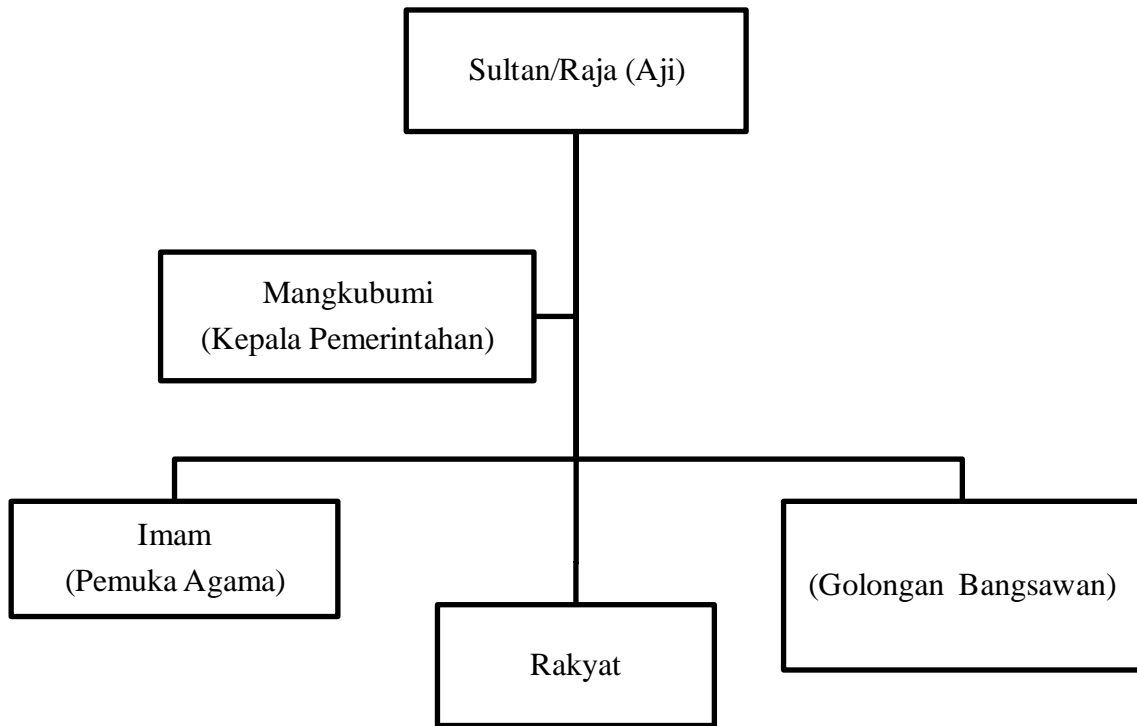 Sultan/Raja (Aji)
Mangkubumi
(Kepala Pemerintahan)
Imam
(Pemuka Agama)
(Golongan  Bangsawan)
Rakyat